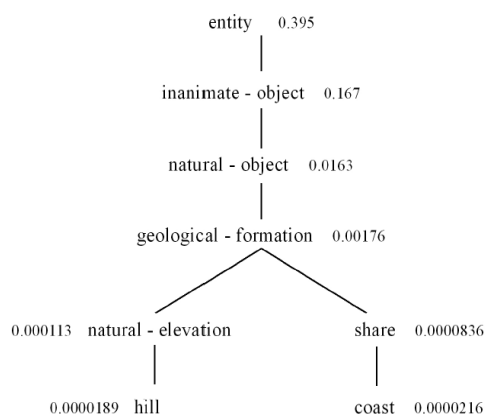 entity 0.395
inanimate - object 0.167
natural - object 0.0163
geological - formation 0.00176
0.000113 natural - elevation share 0.0000836
0.0000189 hill coast 0.0000216